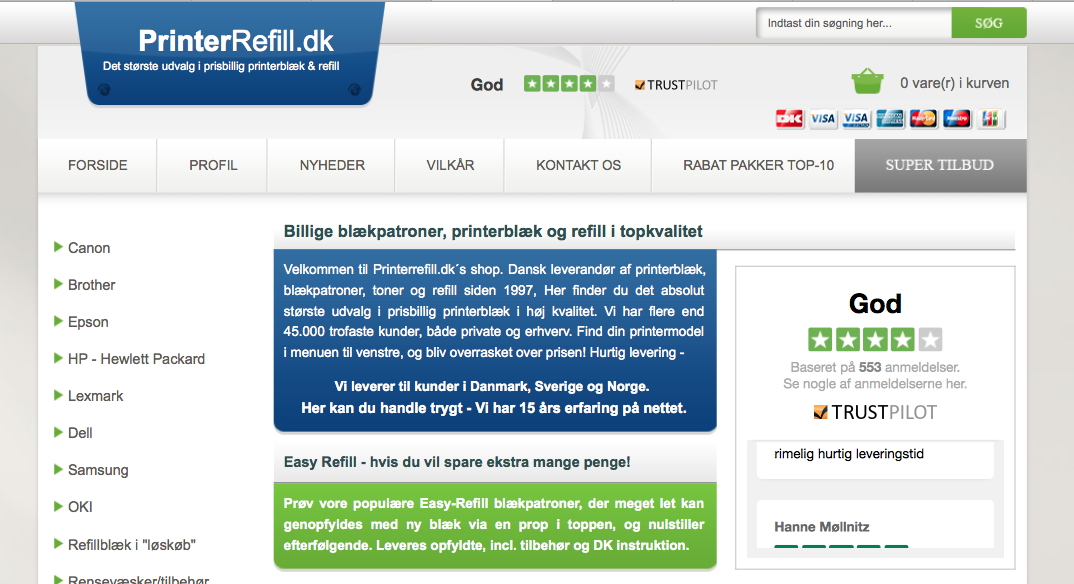 Indtast din søgning her...
SØG
PrinterRefill.dk
Det største udvalg i prisbillig printerblæk & refill
God
TRUSTPILOT
0 vare(r) i kurven
DK VISA VISA
FORSIDE
PROFIL
NYHEDER
VILKÅR
KONTAKT OS
RABAT PAKKER TOP-10
SUPER TILBUD
Canon
Brother
Epson
HP - Hewlett Packard
Lexmark
Dell
Samsung
OKI
Refillblæk i "løskøb"
Rensevæsker/tilbehør
Billige blækpatroner, printerblæk og refill i topkvalitet
Velkommen til Printerrefill.dk´s shop. Dansk leverandør af printerblæk,
blækpatroner, toner og refill siden 1997, Her finder du det absolut
største udvalg i prisbillig printerblæk i høj kvalitet. Vi har flere end
45.000 trofaste kunder, både private og erhverv. Find din printermodel
i menuen til venstre, og bliv overrasket over prisen! Hurtig levering -
Vi leverer til kunder i Danmark, Sverige og Norge.
Her kan du handle trygt - Vi har 15 års erfaring på nettet.
Easy Refill - hvis du vil spare ekstra mange penge!
Prøv vore populære Easy-Refill blækpatroner, der meget let kan
genopfyldes med ny blæk via en prop i toppen, og nulstiller
efterfølgende. Leveres opfyldte, incl. tilbehør og DK instruktion.
God
Baseret på 553 anmeldelser.
Se nogle af anmeldelserne her.
TRUSTPILOT
rimelig hurtig leveringstid
Hanne Møllnitz